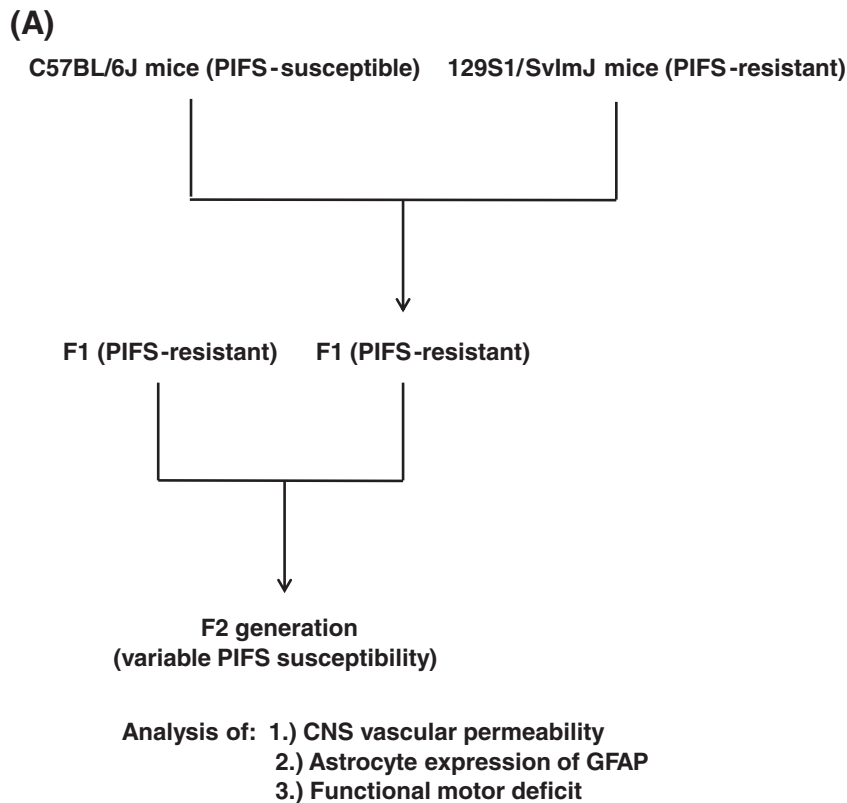 (A)
C57BL/6J mice (PIFS-susceptible) 129S1/SvImJ mice (PIFS-resistant)
F1 (PIFS-resistant) F1 (PIFS-resistant)
F2 generation
(variable PIFS susceptibility)
Analysis of: 1.) CNS vascular permeability
2.) Astrocyte expression of GFAP
3.) Functional motor deficit